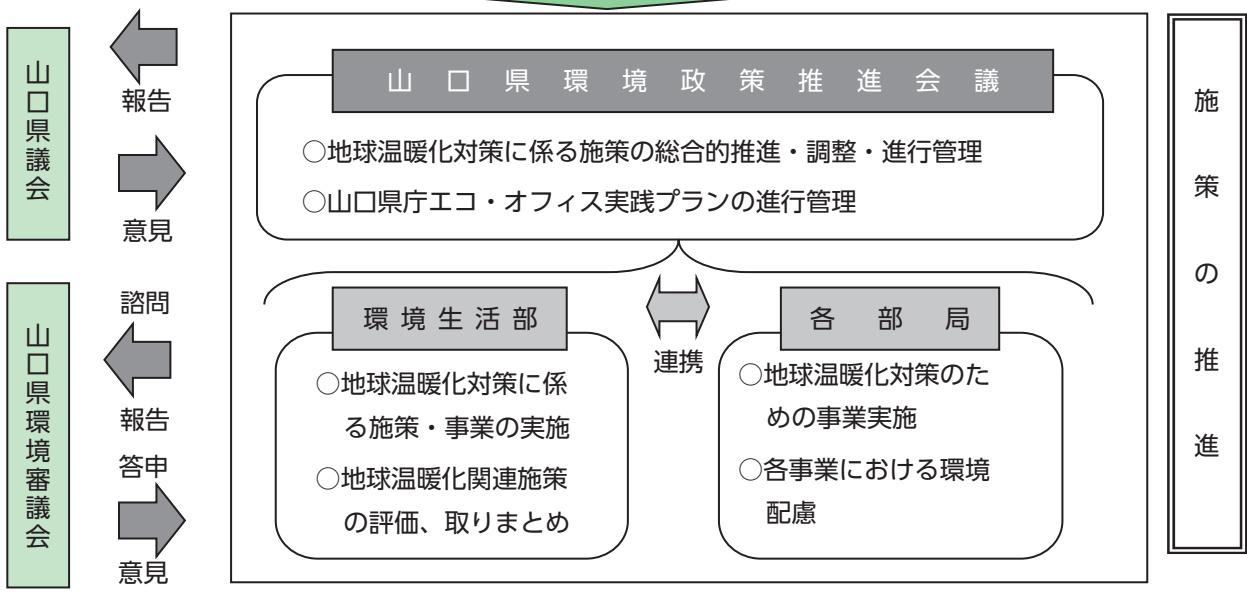 山口県議会
報告
意見
山口県環境審議会
諮問
報告
答申
意見
山口県環境政策推進会議
○地球温暖化対策に係る施策の総合的推進・調整・進行管理
○山口県庁エコ・オフィス実践プランの進行管理
環境生活部
○地球温暖化対策に係
る施策・事業の実施
○地球温暖化関連施策
の評価、取りまとめ
連携
各部局
○地球温暖化対策のた
めの事業実施
○各事業における環境
配慮
施策の推進